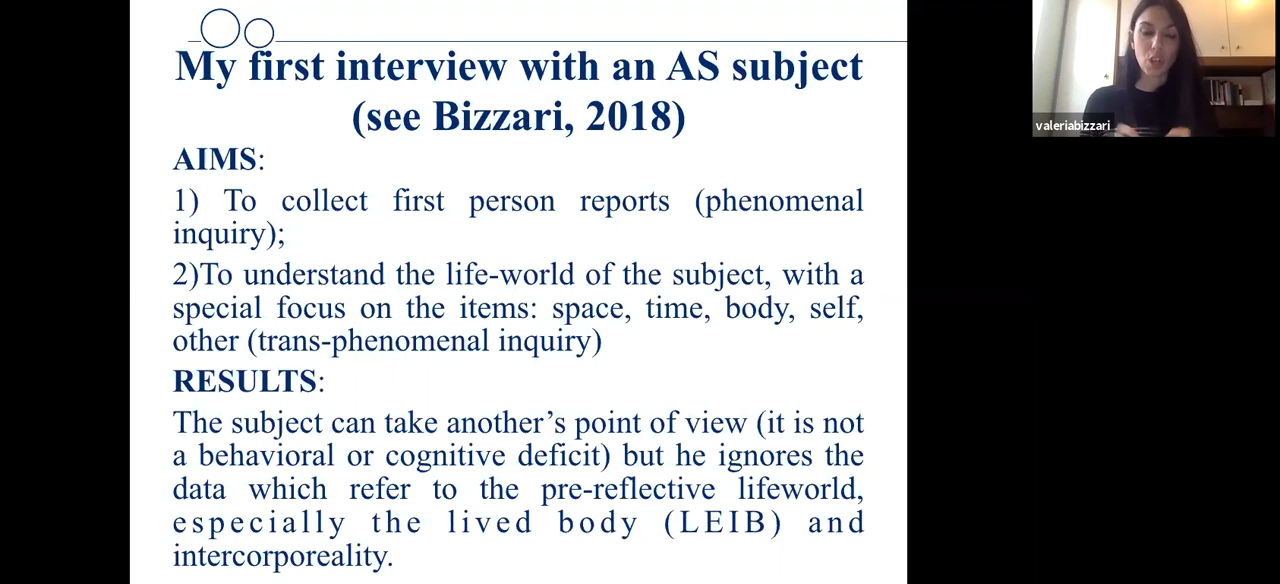 My first interview with an AS subject
(see Bizzari, 2018)
AIMS:
1) To collect first person reports (phenomenal
inquiry);
2)To understand the life-world of the subject, with a
special focus on the items: space, time, body, self,
other (trans-phenomenal inquiry)
RESULTS:
The subject can take another’s point of view (it is not
a behavioral or cognitive deficit) but he ignores the
data which refer to the pre-reflective lifeworld,
especially the lived body (LEIB) and
intercorporeality.
valeriabizzari